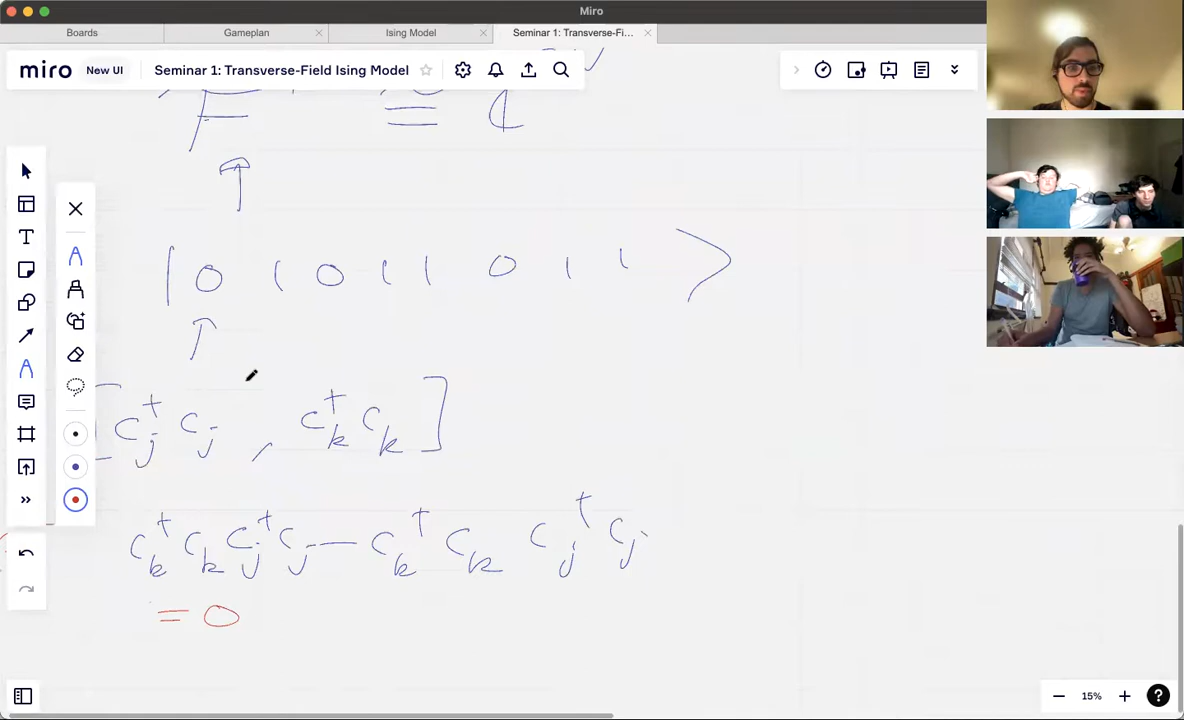 Miro
Boards Gameplan Ising Model Seminar 1: Transverse-Fi...
miro New UI Seminar 1: Transverse-Field Ising Model
| 0 1 0 1 1 0 1 1 >
[ c_j^† c_j , c_k^† c_k ]
c_k^† c_k c_j^† c_j — c_k^† c_k c_j^† c_j
= 0
15%